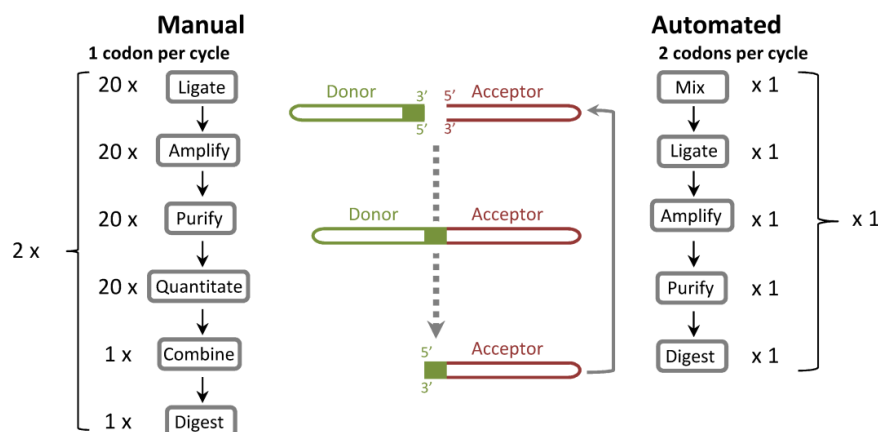 Manual
1 codon per cycle
20 x Ligate
20 x Amplify
20 x Purify
20 x Quantitate
1 x Combine
1 x Digest
2 x
Donor 3’ 5’ Acceptor
5’ 3’
Donor Acceptor
5’ Acceptor
3’
Automated
2 codons per cycle
Mix x 1
Ligate x 1
Amplify x 1
Purify x 1
Digest x 1
x 1